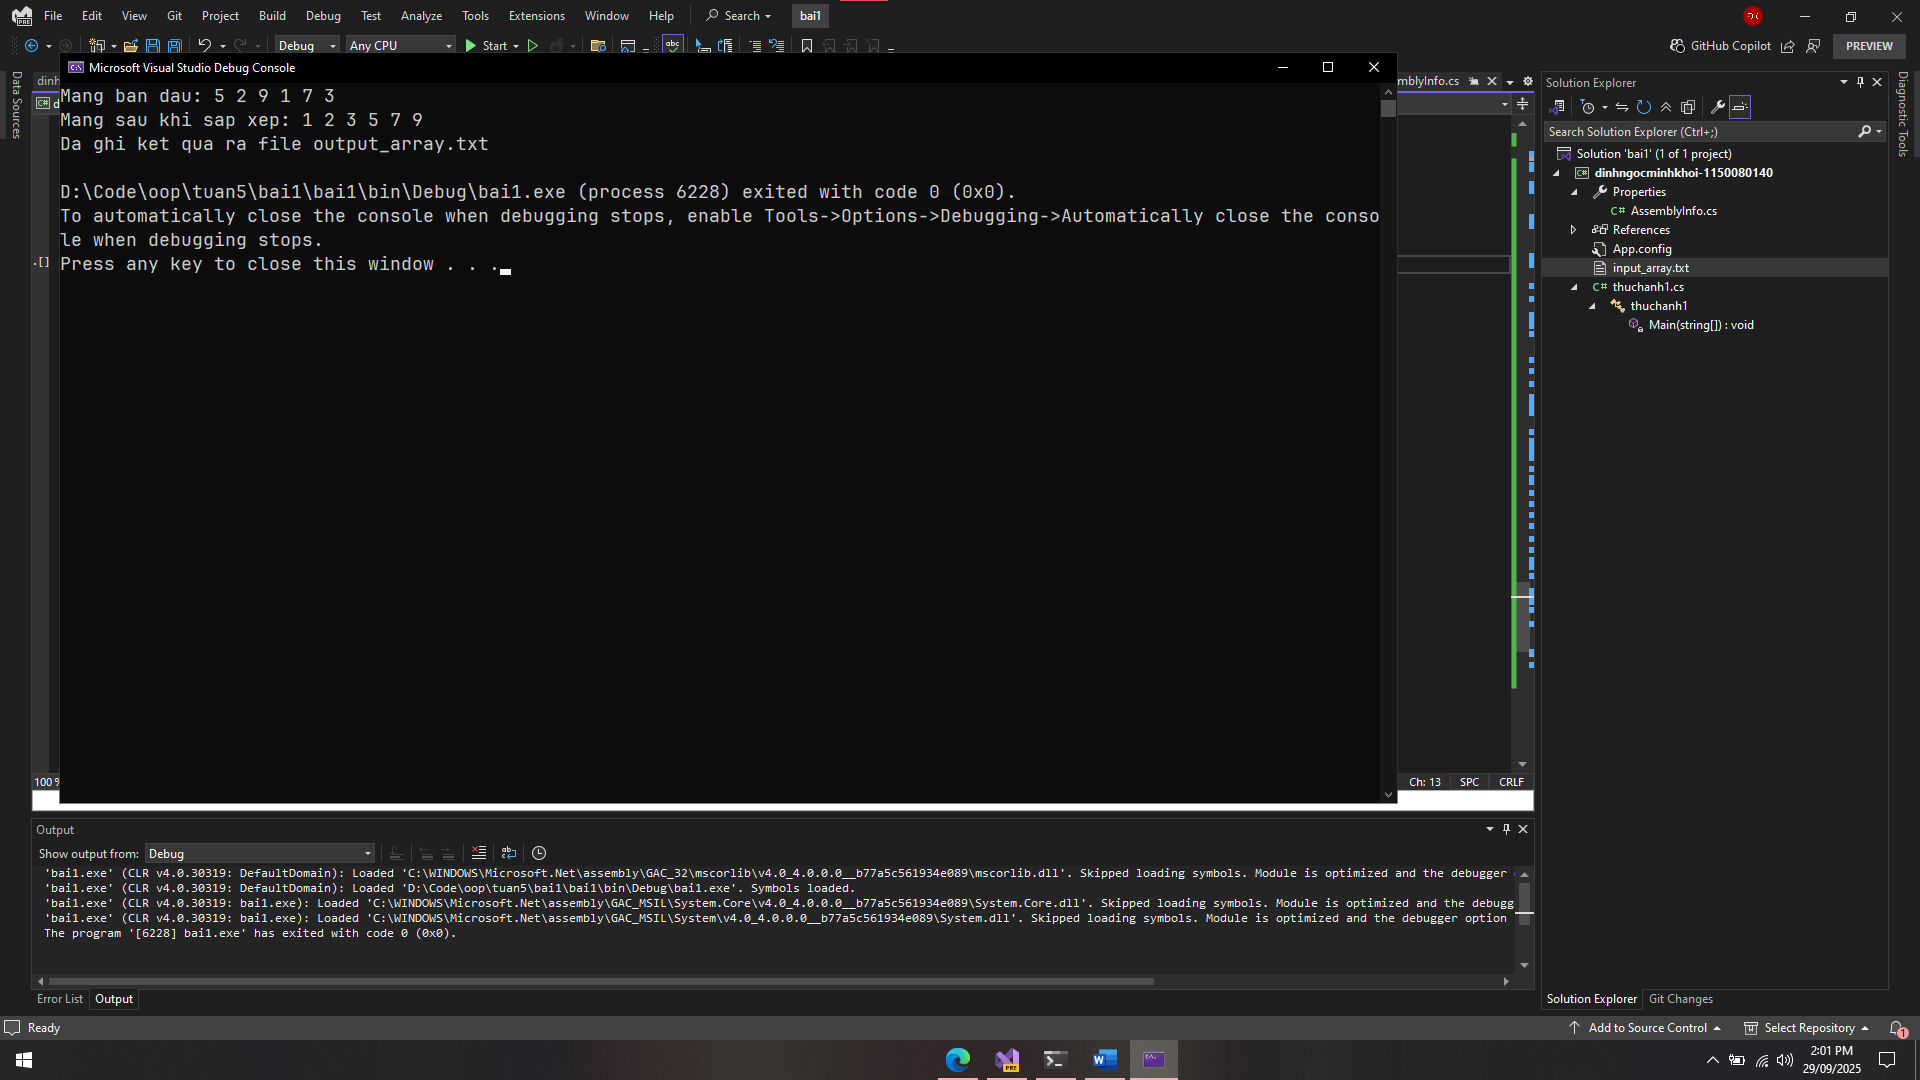 File Edit View Git Project Build Debug Test Analyze Tools Extensions Window Help Search bai1
Debug Any CPU Start GitHub Copilot PREVIEW
Microsoft Visual Studio Debug Console
Mang ban dau: 5 2 9 1 7 3
Mang sau khi sap xep: 1 2 3 5 7 9
Da ghi ket qua ra file output_array.txt
D:\Code\oop\tuan5\bai1\bai1\bin\Debug\bai1.exe (process 6228) exited with code 0 (0x0).
To automatically close the console when debugging stops, enable Tools->Options->Debugging->Automatically close the conso
le when debugging stops.
Press any key to close this window . . .
Data Sources
dinh
mblyInfo.cs
100 %
Ch: 13 SPC CRLF
Solution Explorer
Search Solution Explorer (Ctrl+;)
Solution 'bai1' (1 of 1 project)
dinhngocminhkhoi-1150080140
Properties
AssemblyInfo.cs
References
App.config
input_array.txt
thuchanh1.cs
thuchanh1
Main(string[]) : void
Diagnostic Tools
Output
Show output from: Debug
'bai1.exe' (CLR v4.0.30319: DefaultDomain): Loaded 'C:\WINDOWS\Microsoft.Net\assembly\GAC_32\mscorlib\v4.0_4.0.0.0__b77a5c561934e089\mscorlib.dll'. Skipped loading symbols. Module is optimized and the debugger
'bai1.exe' (CLR v4.0.30319: DefaultDomain): Loaded 'D:\Code\oop\tuan5\bai1\bai1\bin\Debug\bai1.exe'. Symbols loaded.
'bai1.exe' (CLR v4.0.30319: bai1.exe): Loaded 'C:\WINDOWS\Microsoft.Net\assembly\GAC_MSIL\System.Core\v4.0_4.0.0.0__b77a5c561934e089\System.Core.dll'. Skipped loading symbols. Module is optimized and the debugg
'bai1.exe' (CLR v4.0.30319: bai1.exe): Loaded 'C:\WINDOWS\Microsoft.Net\assembly\GAC_MSIL\System\v4.0_4.0.0.0__b77a5c561934e089\System.dll'. Skipped loading symbols. Module is optimized and the debugger option
The program '[6228] bai1.exe' has exited with code 0 (0x0).
Error List Output
Solution Explorer Git Changes
Ready
Add to Source Control Select Repository 1
2:01 PM
29/09/2025